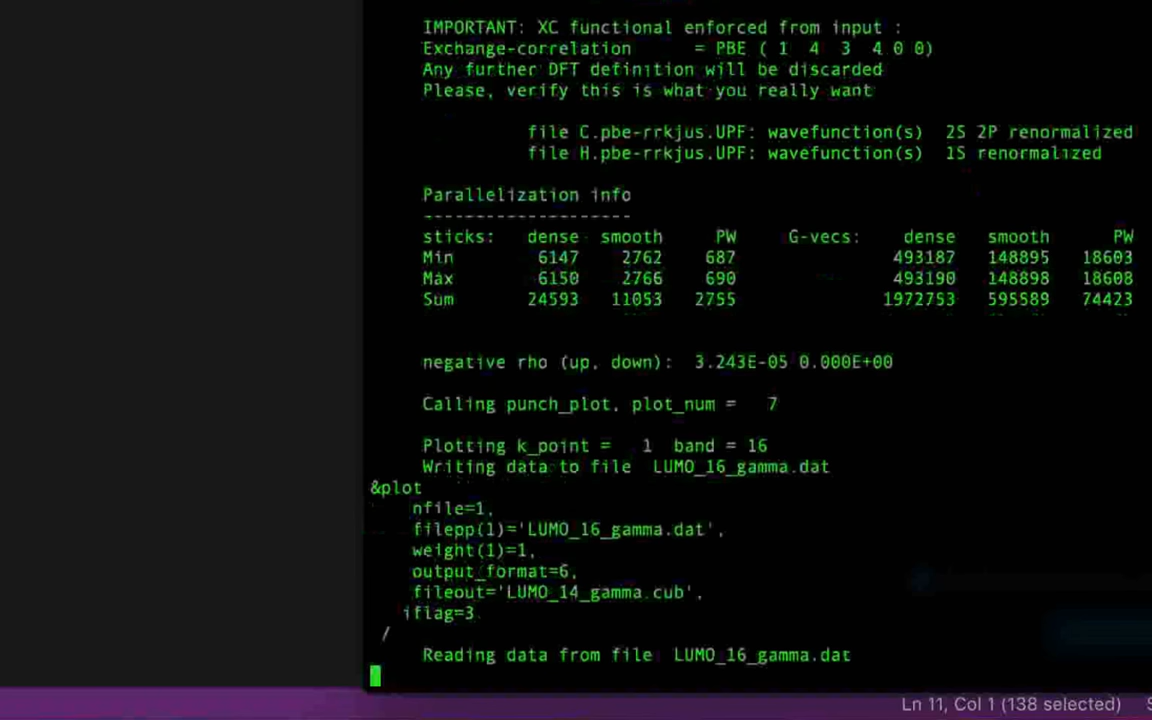 IMPORTANT: XC functional enforced from input :
Exchange-correlation = PBE ( 1 4 3 4 0 0)
Any further DFT definition will be discarded
Please, verify this is what you really want
file C.pbe-rrkjus.UPF: wavefunction(s) 2S 2P renormalized
file H.pbe-rrkjus.UPF: wavefunction(s) 1S renormalized
Parallelization info
--------------------
sticks: dense smooth PW G-vecs: dense smooth PW
Min 6147 2762 687 493187 148895 18603
Max 6150 2766 690 493190 148898 18608
Sum 24593 11053 2755 1972753 595589 74423
negative rho (up, down): 3.243E-05 0.000E+00
Calling punch_plot, plot_num = 7
Plotting k_point = 1 band = 16
Writing data to file LUMO_16_gamma.dat
&plot
nfile=1,
filepp(1)='LUMO_16_gamma.dat',
weight(1)=1,
output_format=6,
fileout='LUMO_14_gamma.cub',
iflag=3
/
Reading data from file LUMO_16_gamma.dat
Ln 11, Col 1 (138 selected)